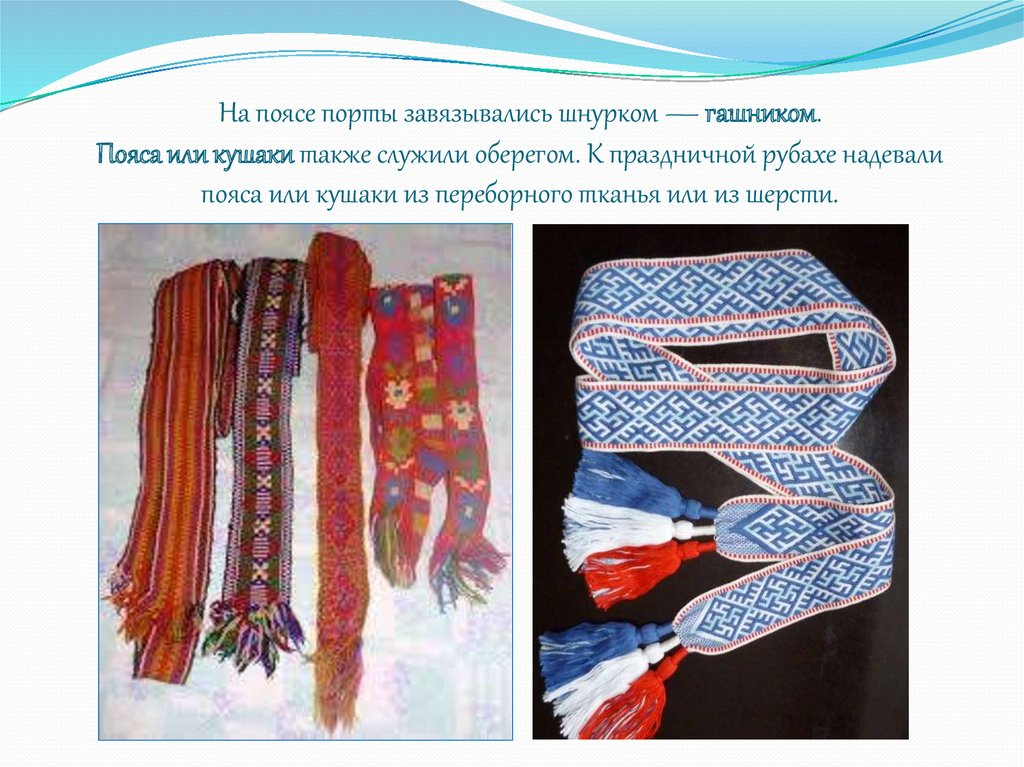 На поясе порты завязывались шнурком — гашником.
Пояса или кушаки также служили оберегом. К праздничной рубахе надевали
пояса или кушаки из переборного тканья или из шерсти.